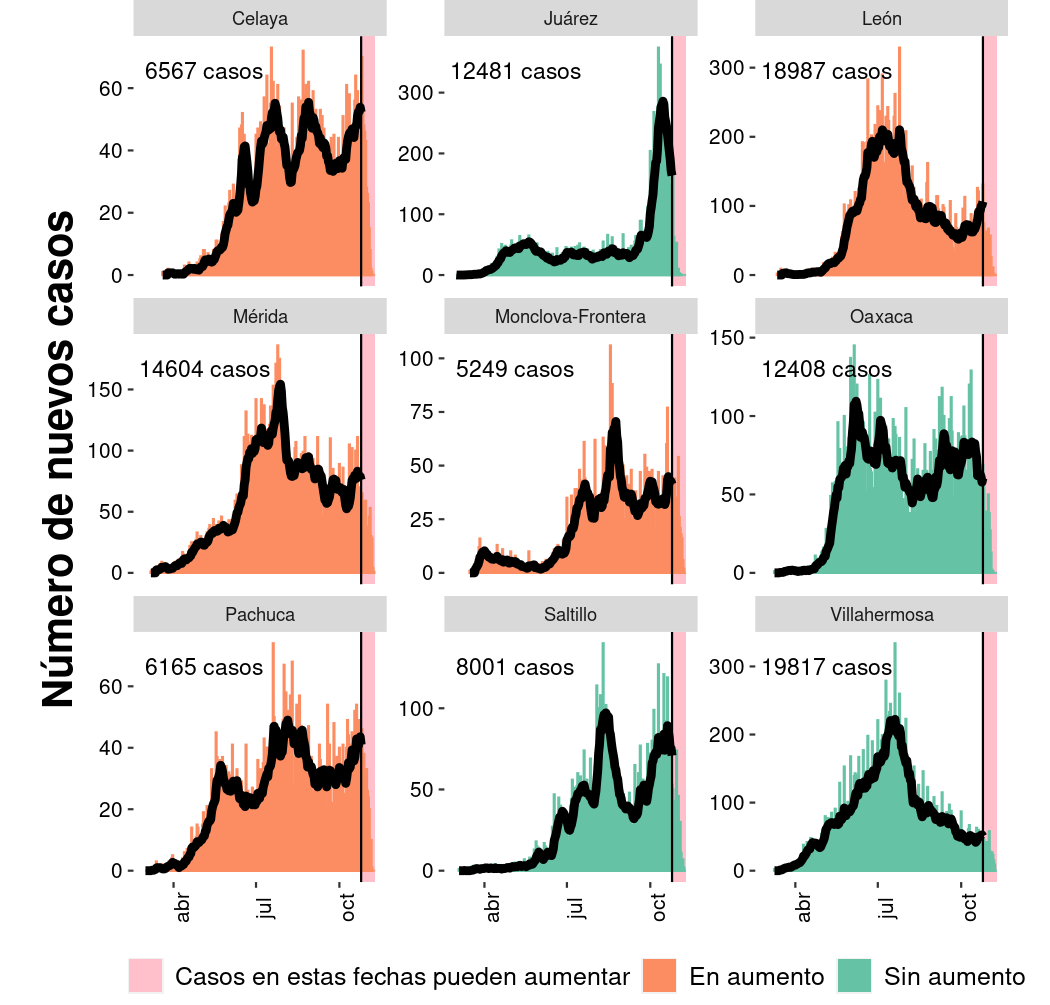 Número de nuevos casos
Celaya
6567 casos
60
40
20
0
Juárez
12481 casos
300
200
100
0
León
18987 casos
300
200
100
0
Mérida
14604 casos
150
100
50
0
Monclova-Frontera
5249 casos
100
75
50
25
0
Oaxaca
12408 casos
150
100
50
0
Pachuca
6165 casos
60
40
20
0
abr
jul
oct
Saltillo
8001 casos
100
50
0
abr
jul
oct
Villahermosa
19817 casos
300
200
100
0
abr
jul
oct
Casos en estas fechas pueden aumentar
En aumento
Sin aumento